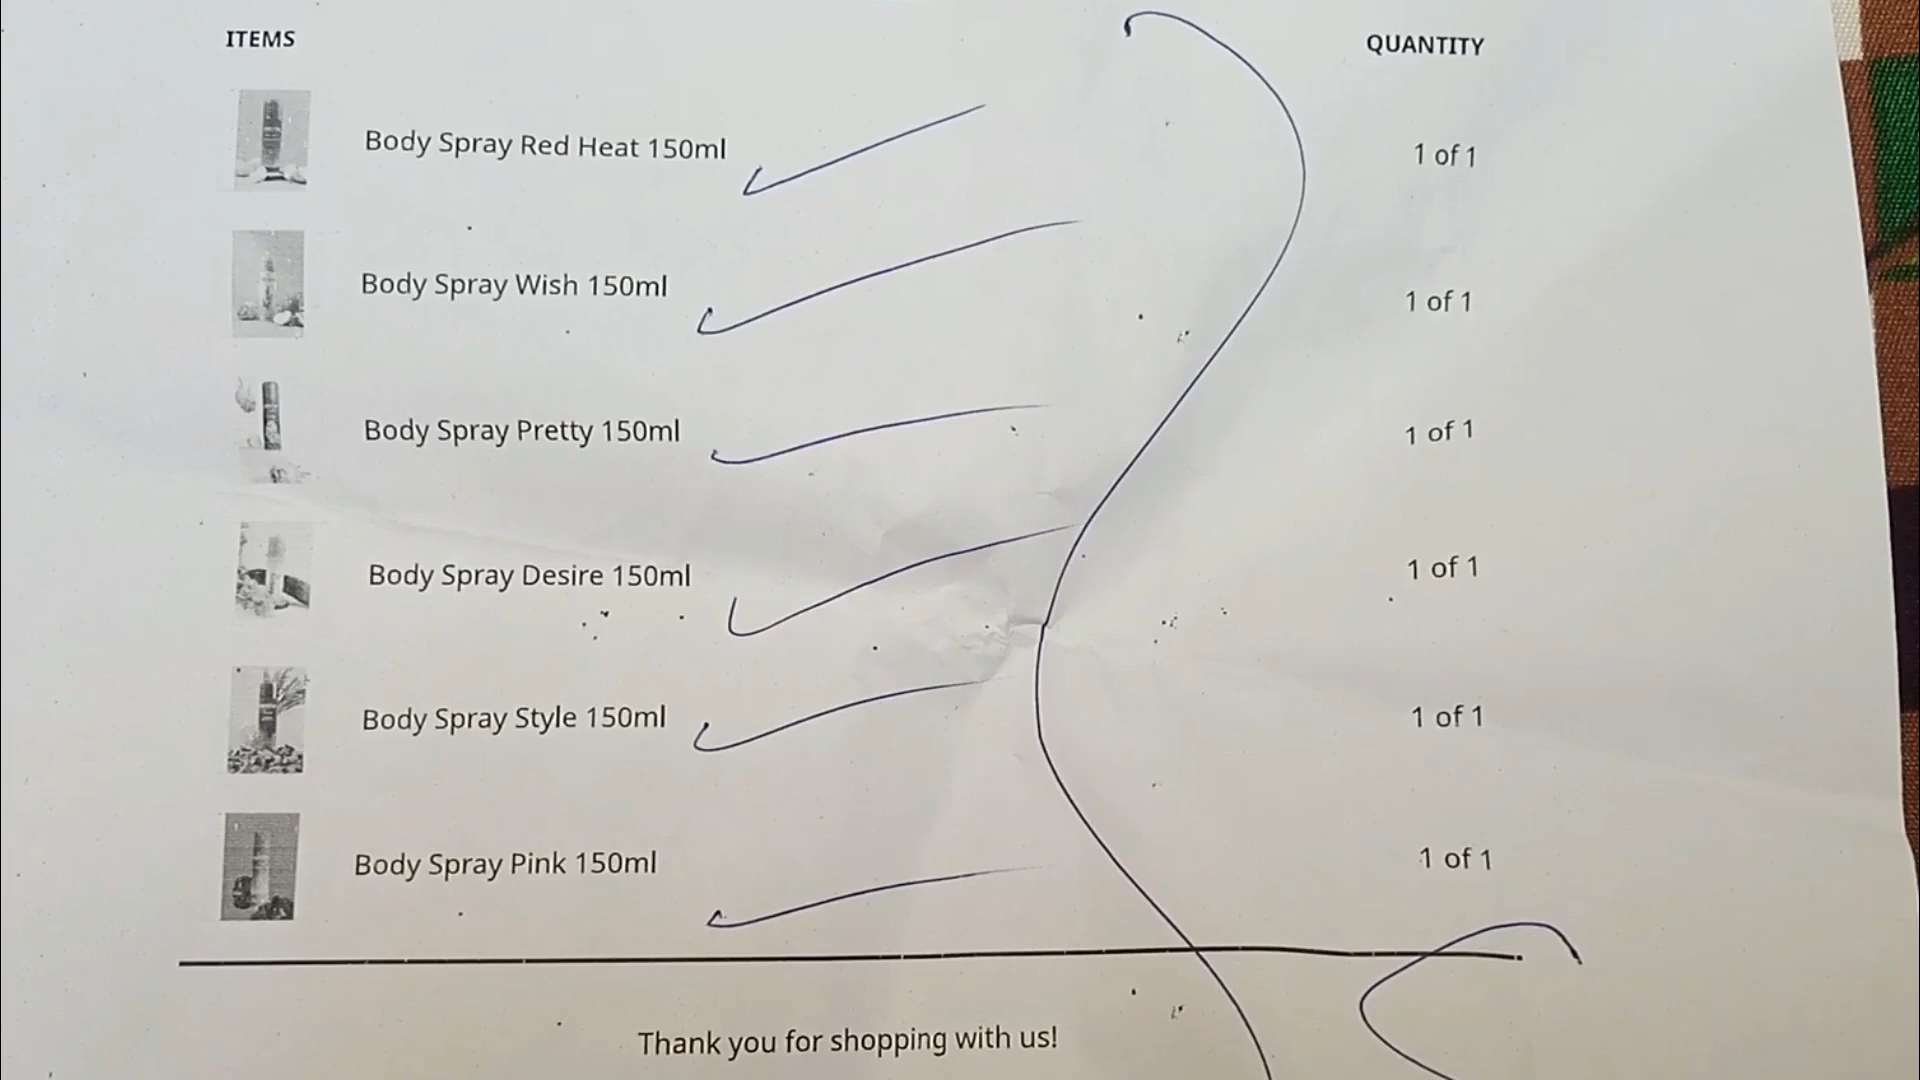 ITEMS QUANTITY
Body Spray Red Heat 150ml 1 of 1
Body Spray Wish 150ml 1 of 1
Body Spray Pretty 150ml 1 of 1
Body Spray Desire 150ml 1 of 1
Body Spray Style 150ml 1 of 1
Body Spray Pink 150ml 1 of 1
Thank you for shopping with us!